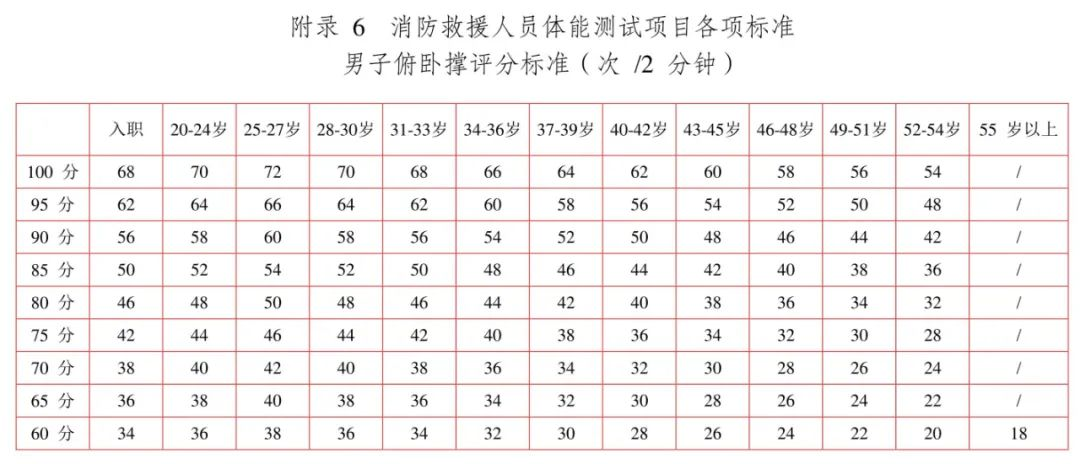 附录 6 消防救援人员体能测试项目各项标准
男子俯卧撑评分标准（次 /2 分钟）
入职 20-24岁 25-27岁 28-30岁 31-33岁 34-36岁 37-39岁 40-42岁 43-45岁 46-48岁 49-51岁 52-54岁 55 岁以上
100 分 68 70 72 70 68 66 64 62 60 58 56 54 /
95 分 62 64 66 64 62 60 58 56 54 52 50 48 /
90 分 56 58 60 58 56 54 52 50 48 46 44 42 /
85 分 50 52 54 52 50 48 46 44 42 40 38 36 /
80 分 46 48 50 48 46 44 42 40 38 36 34 32 /
75 分 42 44 46 44 42 40 38 36 34 32 30 28 /
70 分 38 40 42 40 38 36 34 32 30 28 26 24 /
65 分 36 38 40 38 36 34 32 30 28 26 24 22 /
60 分 34 36 38 36 34 32 30 28 26 24 22 20 18